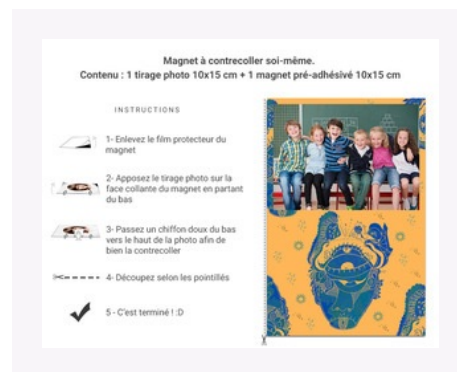 Magnet à contrecoller soi-même.
Contenu : 1 tirage photo 10x15 cm + 1 magnet pré-adhésivé 10x15 cm
INSTRUCTIONS
1- Enlevez le film protecteur du
magnet
2- Apposez le tirage photo sur la
face collante du magnet en partant
du bas
3- Passez un chiffon doux du bas
vers le haut de la photo afin de
bien la contrecoller
4- Découpez selon les pointillés
5 - C'est terminé ! :D